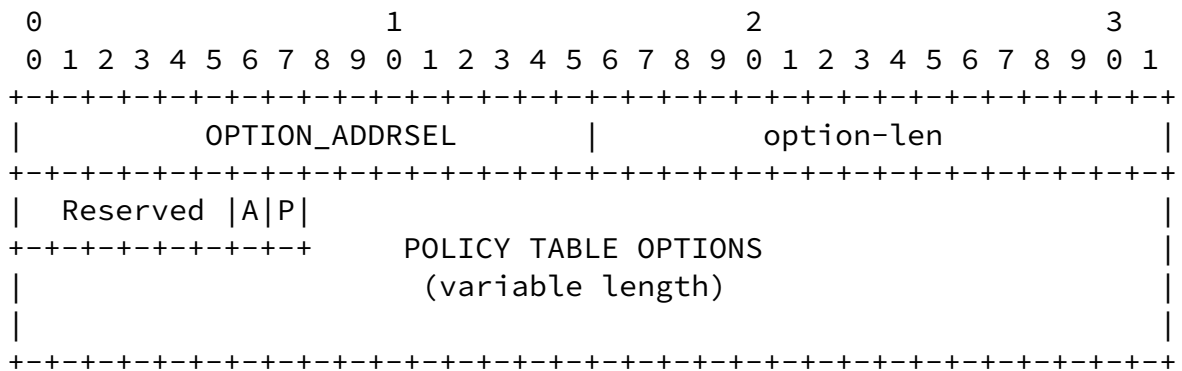 0                   1                   2                   3
 0 1 2 3 4 5 6 7 8 9 0 1 2 3 4 5 6 7 8 9 0 1 2 3 4 5 6 7 8 9 0 1
+-+-+-+-+-+-+-+-+-+-+-+-+-+-+-+-+-+-+-+-+-+-+-+-+-+-+-+-+-+-+-+-+
|          OPTION_ADDRSEL       |         option-len            |
+-+-+-+-+-+-+-+-+-+-+-+-+-+-+-+-+-+-+-+-+-+-+-+-+-+-+-+-+-+-+-+-+
|  Reserved |A|P|                                               |
+-+-+-+-+-+-+-+-+     POLICY TABLE OPTIONS                      |
|                      (variable length)                        |
|                                                               |
+-+-+-+-+-+-+-+-+-+-+-+-+-+-+-+-+-+-+-+-+-+-+-+-+-+-+-+-+-+-+-+-+